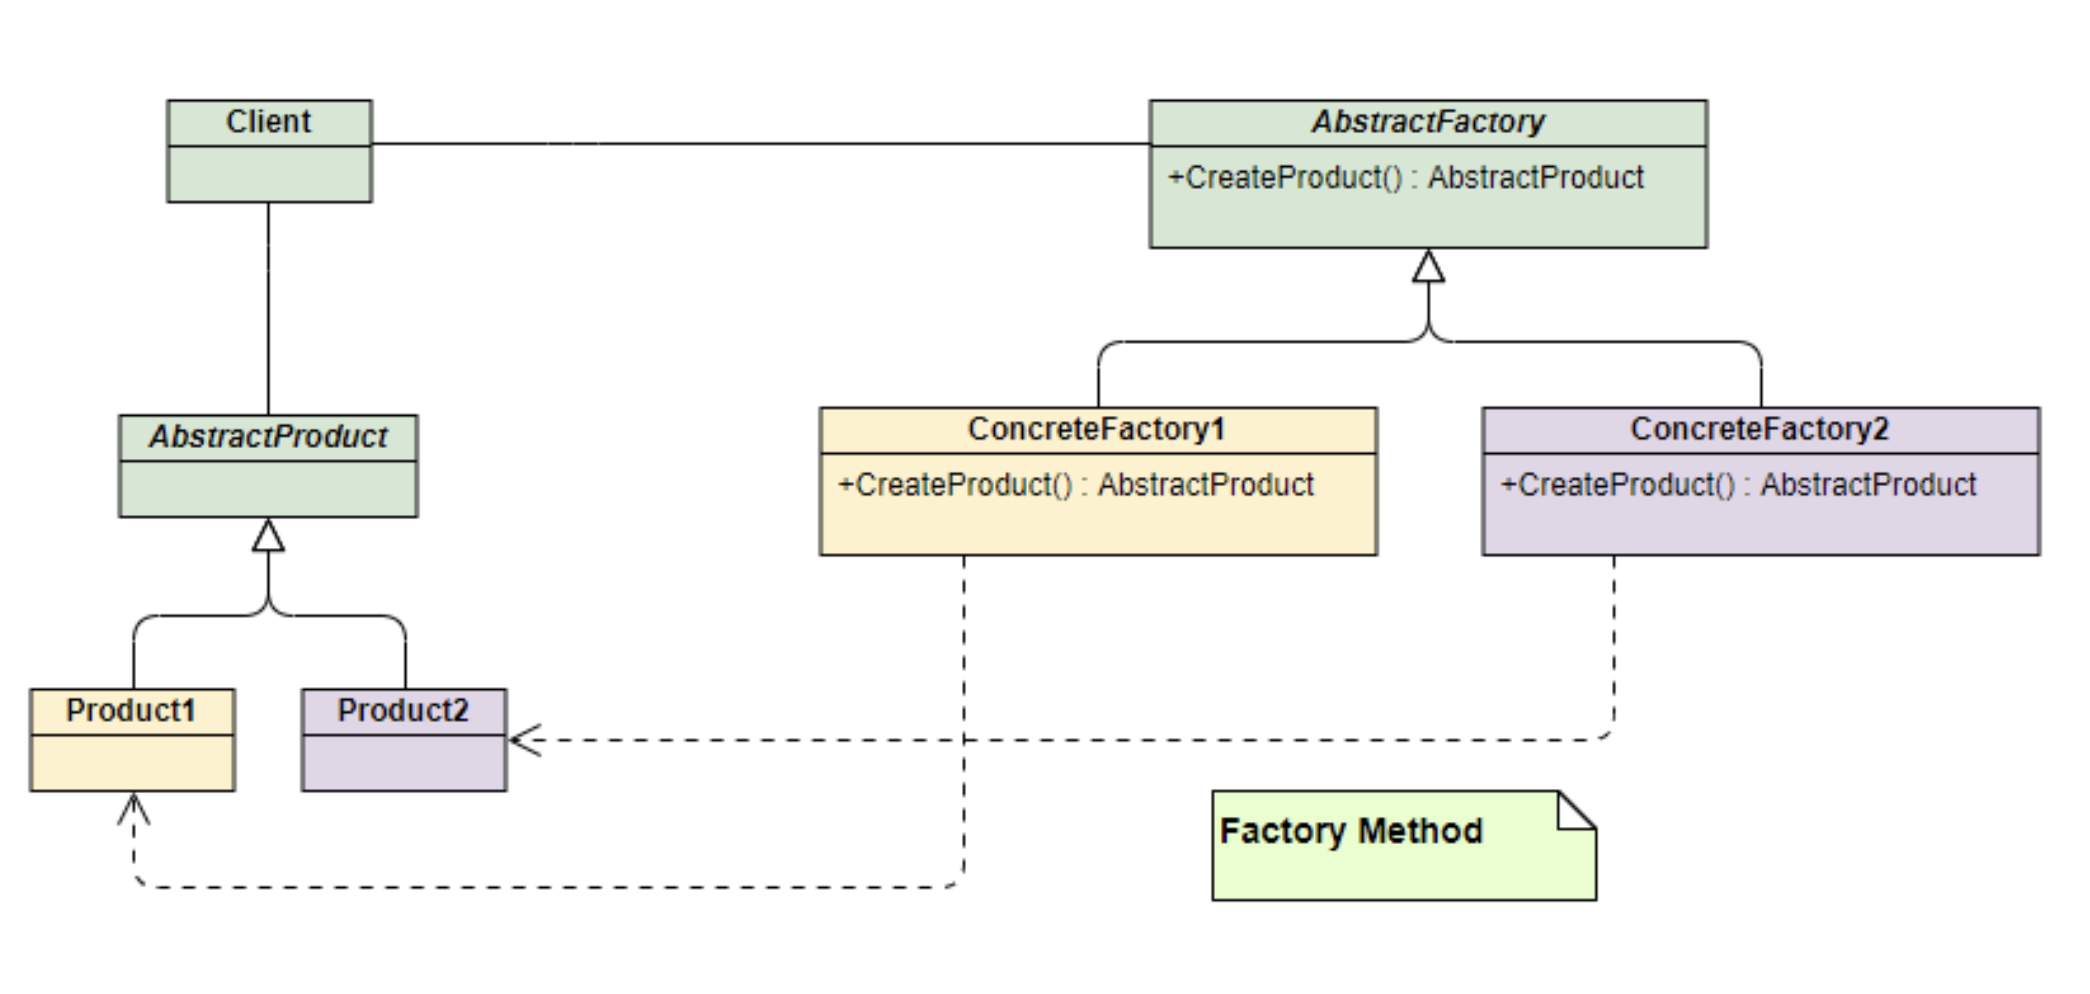 Client
AbstractFactory
+CreateProduct() : AbstractProduct
AbstractProduct
ConcreteFactory1
+CreateProduct() : AbstractProduct
ConcreteFactory2
+CreateProduct() : AbstractProduct
Product1
Product2
Factory Method